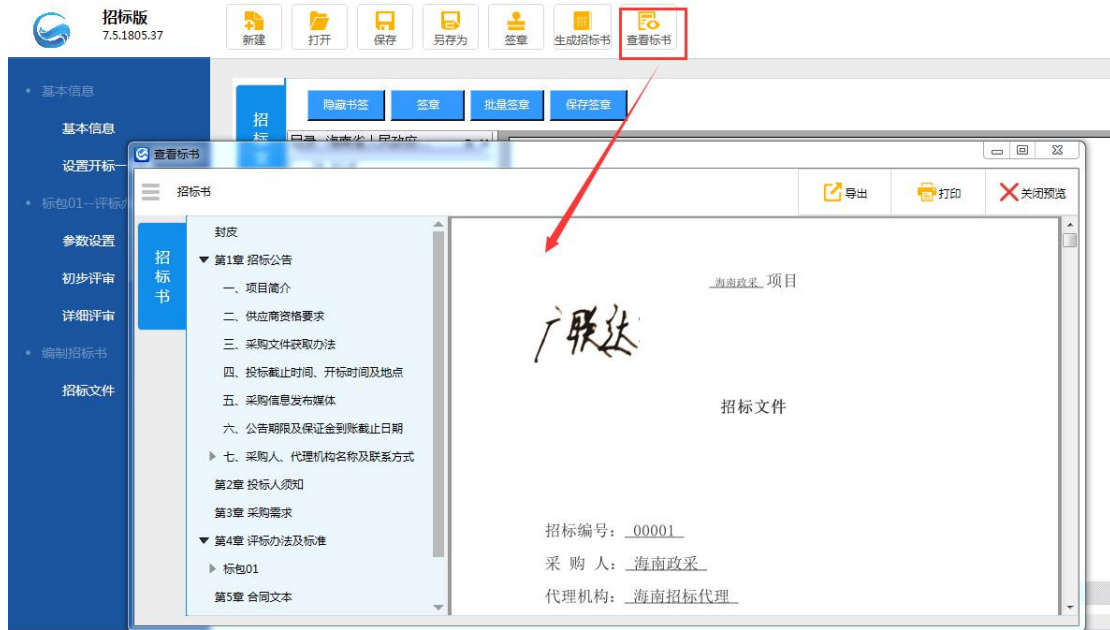 招标版
7.5.1805.37
新建
打开
保存
另存为
签章
生成招标书
查看标书
基本信息
基本信息
设置开标一
标包01--评标办
参数设置
初步评审
详细评审
编制招标书
招标文件
招标
隐藏书签
签章
批量签章
保存签章
查看标书
招标书
导出
打印
关闭预览
招标书
封皮
第1章 招标公告
一、项目简介
二、供应商资格要求
三、采购文件获取办法
四、投标截止时间、开标时间及地点
五、采购信息发布媒体
六、公告期限及保证金到账截止日期
七、采购人、代理机构名称及联系方式
第2章 投标人须知
第3章 采购需求
第4章 评标办法及标准
标包01
第5章 合同文本
海南政采 项目
广联达
招标文件
招标编号： 00001
采 购 人： 海南政采
代理机构： 海南招标代理